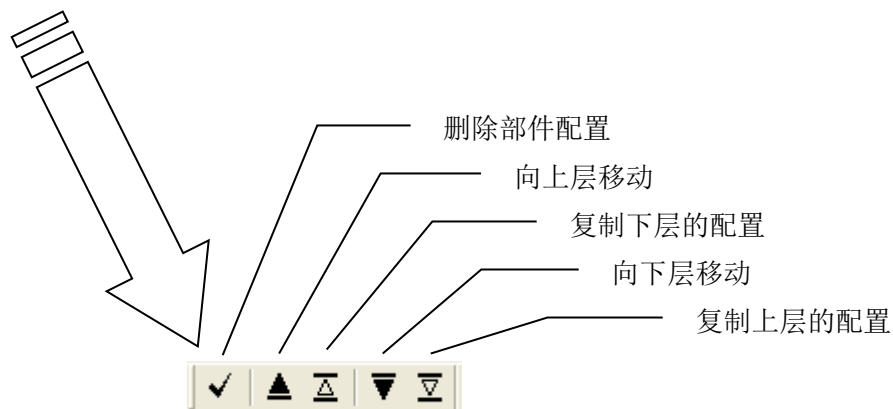 删除部件配置
向上层移动
复制下层的配置
向下层移动
复制上层的配置